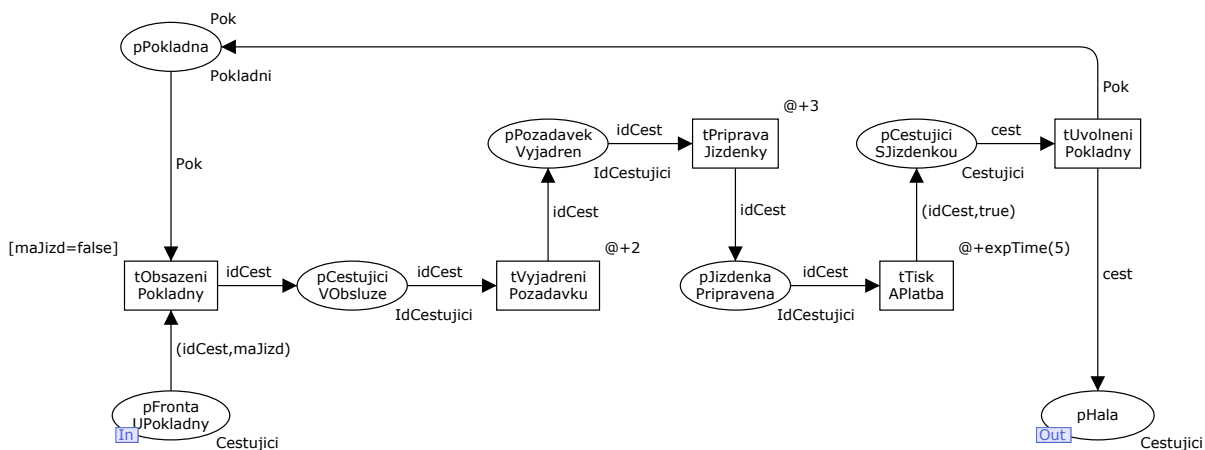 Pok
pPokladna
Pokladni
Pok
@+3
pPozadavek
Vyjadren
idCest
tPriprava
Jizdenky
pCestujici
SJizdenkou
cest
tUvolneni
Pokladny
Pok
IdCestujici
Cestujici
idCest
idCest
(idCest,true)
[maJizd=false]
@+2
@+expTime(5)
tObsazeni
Pokladny
idCest
pCestujici
VObsluze
idCest
tVyjadreni
Pozadavku
pJizdenka
Pripravena
idCest
tTisk
APlatba
cest
IdCestujici
IdCestujici
(idCest,maJizd)
pFronta
UPokladny
In
Cestujici
pHala
Out
Cestujici